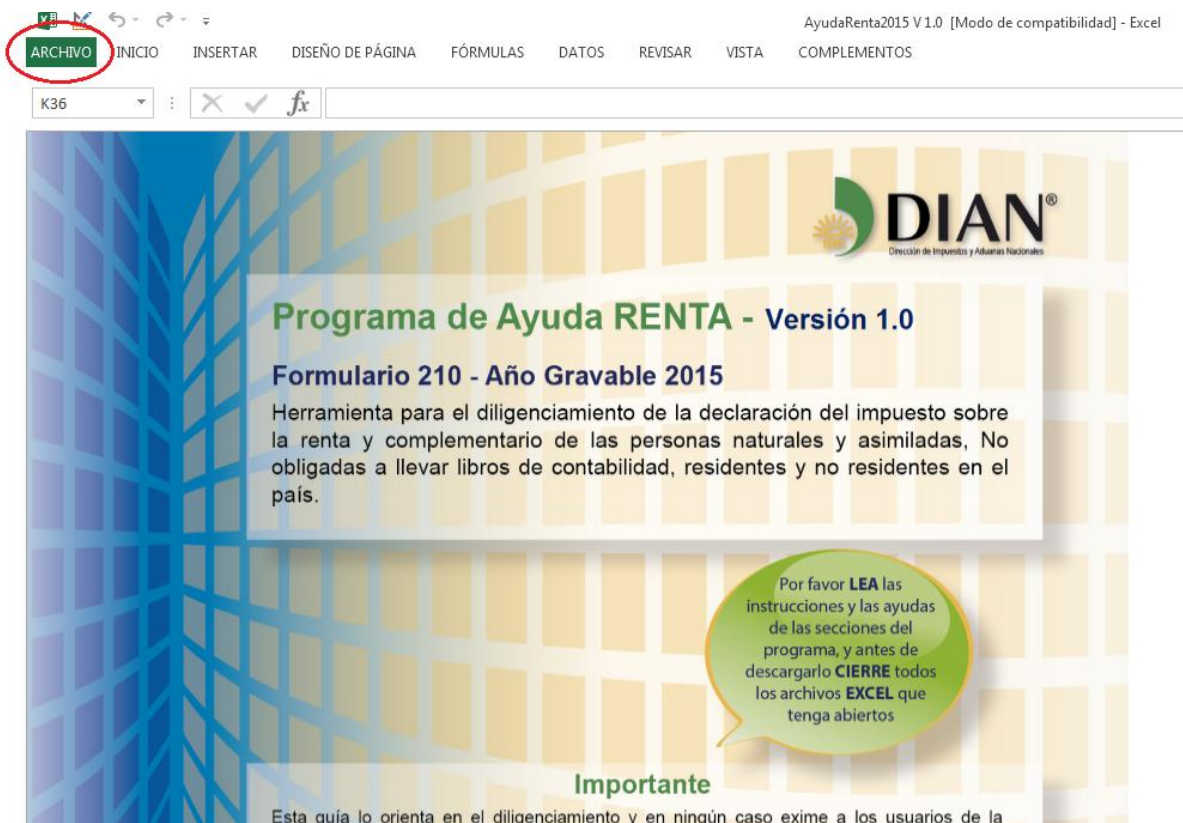 AyudaRenta2015 V 1.0 [Modo de compatibilidad] - Excel
ARCHIVO INICIO INSERTAR DISEÑO DE PÁGINA FÓRMULAS DATOS REVISAR VISTA COMPLEMENTOS
K36 fx
DIAN®
Dirección de Impuestos y Aduanas Nacionales
Programa de Ayuda RENTA - Versión 1.0
Formulario 210 - Año Gravable 2015
Herramienta para el diligenciamiento de la declaración del impuesto sobre
la renta y complementario de las personas naturales y asimiladas, No
obligadas a llevar libros de contabilidad, residentes y no residentes en el
país.
Por favor LEA las
instrucciones y las ayudas
de las secciones del
programa, y antes de
descargarlo CIERRE todos
los archivos EXCEL que
tenga abiertos
Importante
Esta guía lo orienta en el diligenciamiento y en ningún caso exime a los usuarios de la